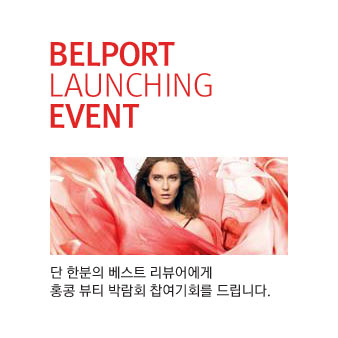 BELPORT
LAUNCHING
EVENT
단 한분의 베스트 리뷰어에게
홍콩 뷰티 박람회 참여기회를 드립니다.